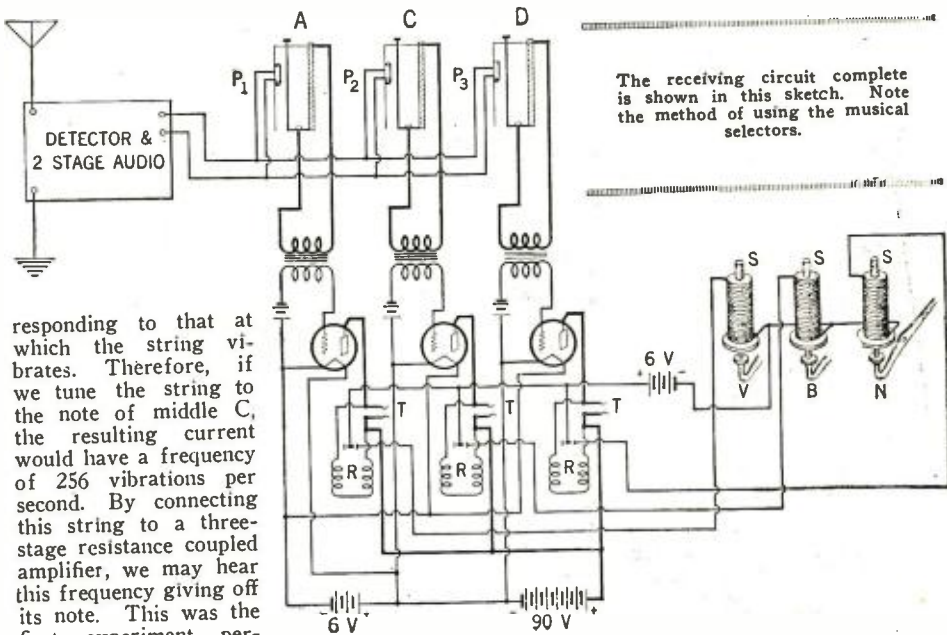 A C D
P1 P2 P3
DETECTOR &
2 STAGE AUDIO
The receiving circuit complete
is shown in this sketch. Note
the method of using the musical
selectors.
S S S
V B N
6 V
+ -
T T T
R R R
- 6 V +
- 90 V +
responding to that at
which the string vi-
brates. Therefore, if
we tune the string to
the note of middle C,
the resulting current
would have a frequency
of 256 vibrations per
second. By connecting
this string to a three-
stage resistance coupled
amplifier, we may hear
this frequency giving off
its note. This was the
experiment per-